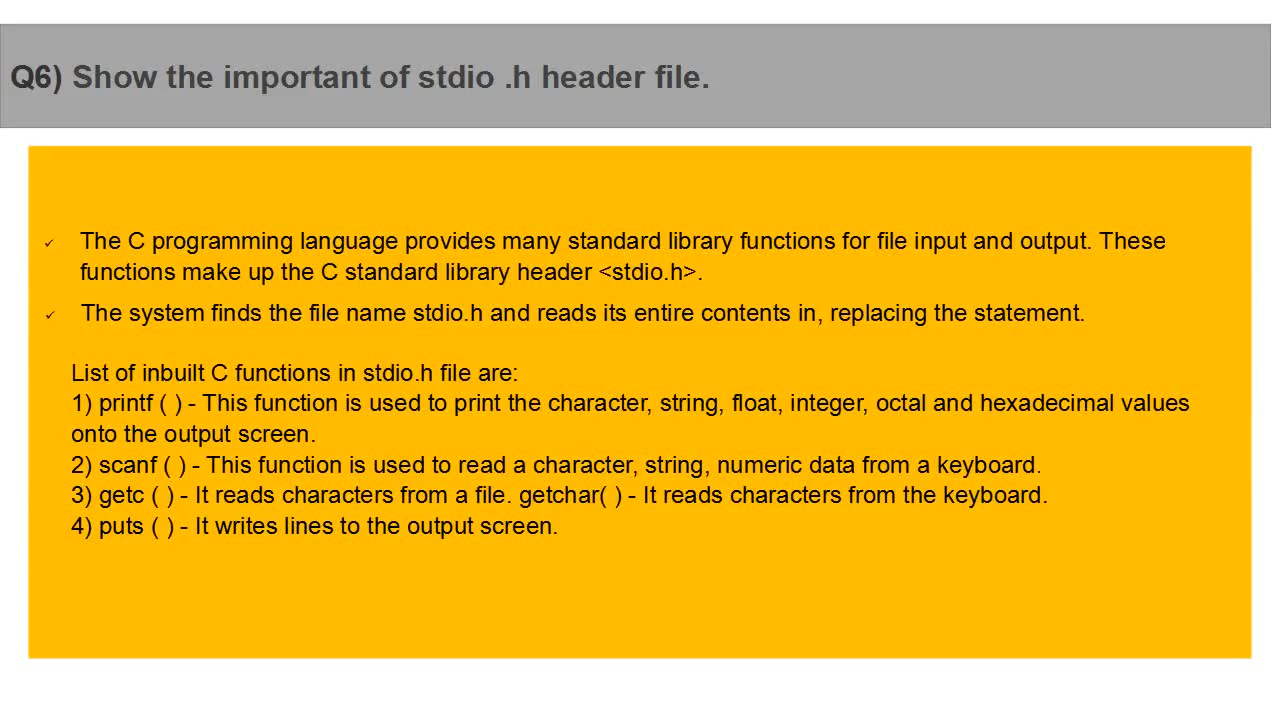 Q6) Show the important of stdio .h header file.
✓ The C programming language provides many standard library functions for file input and output. These
functions make up the C standard library header <stdio.h>.
✓ The system finds the file name stdio.h and reads its entire contents in, replacing the statement.
List of inbuilt C functions in stdio.h file are:
1) printf ( ) - This function is used to print the character, string, float, integer, octal and hexadecimal values
onto the output screen.
2) scanf ( ) - This function is used to read a character, string, numeric data from a keyboard.
3) getc ( ) - It reads characters from a file. getchar( ) - It reads characters from the keyboard.
4) puts ( ) - It writes lines to the output screen.